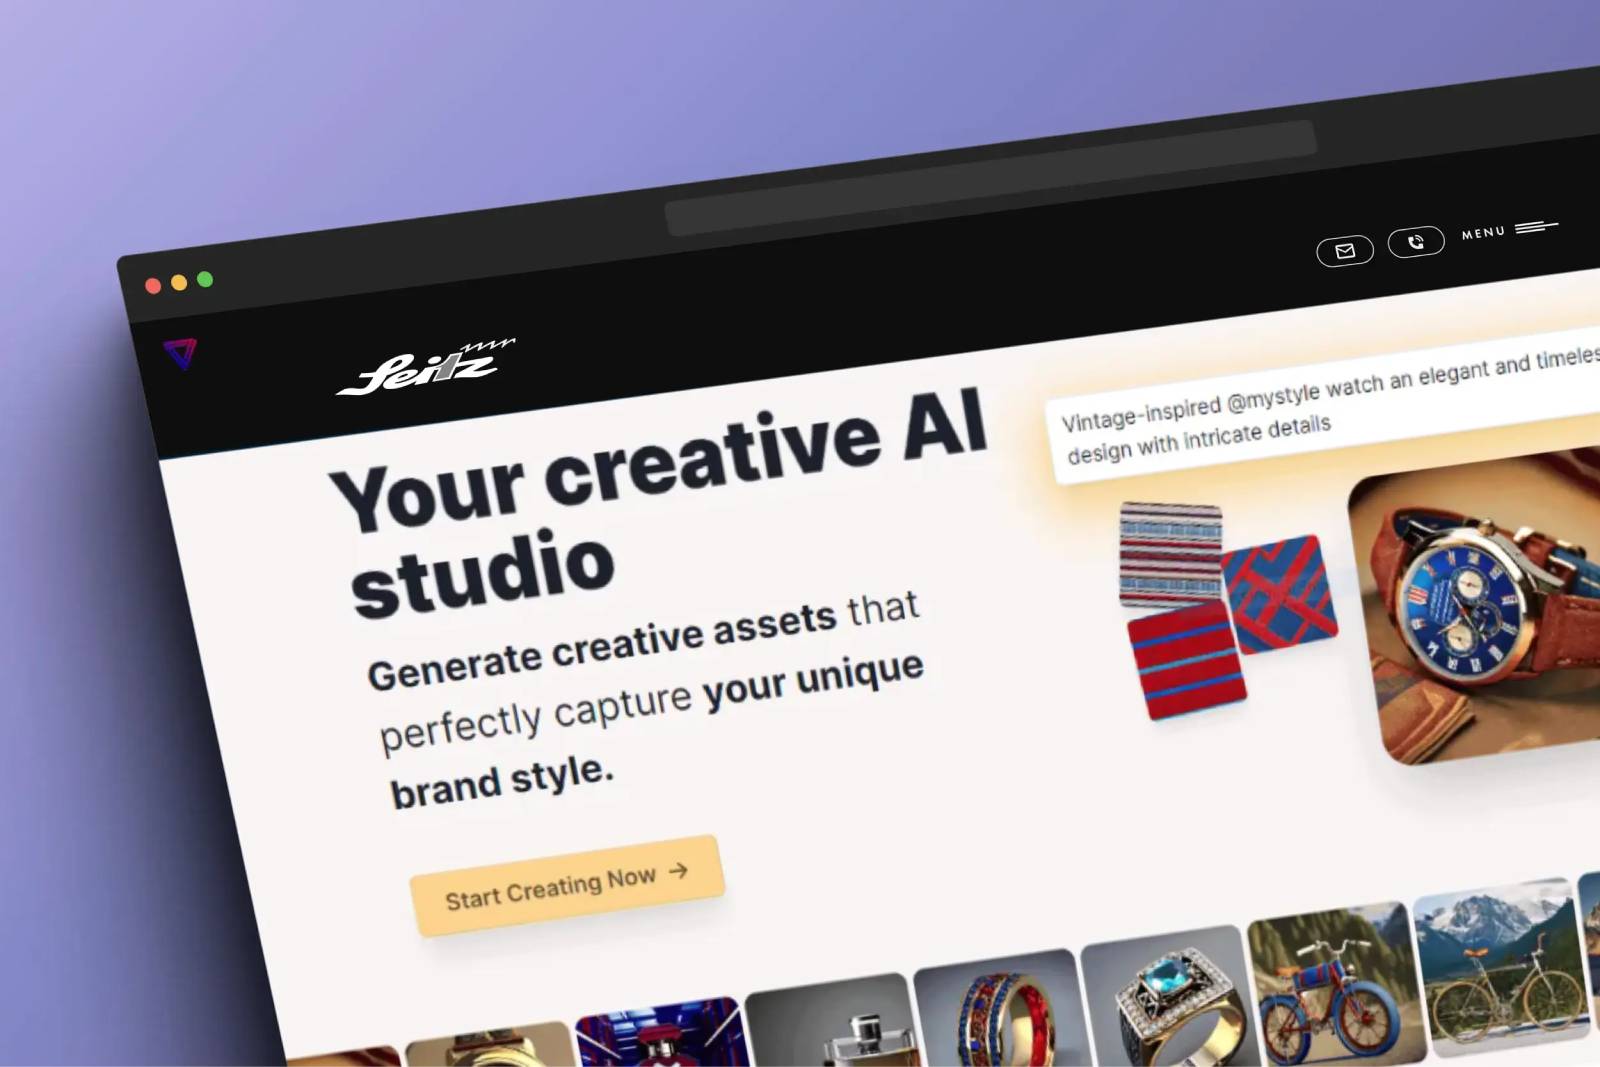 Seitz
MENU
Your creative AI
studio
Generate creative assets that
perfectly capture your unique
brand style.
Start Creating Now →
Vintage-inspired @mystyle watch an elegant and timeles
design with intricate details